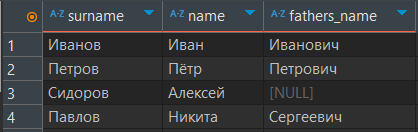 A-Z surname A-Z name A-Z fathers_name
1 Иванов Иван Иванович
2 Петров Пётр Петрович
3 Сидоров Алексей [NULL]
4 Павлов Никита Сергеевич